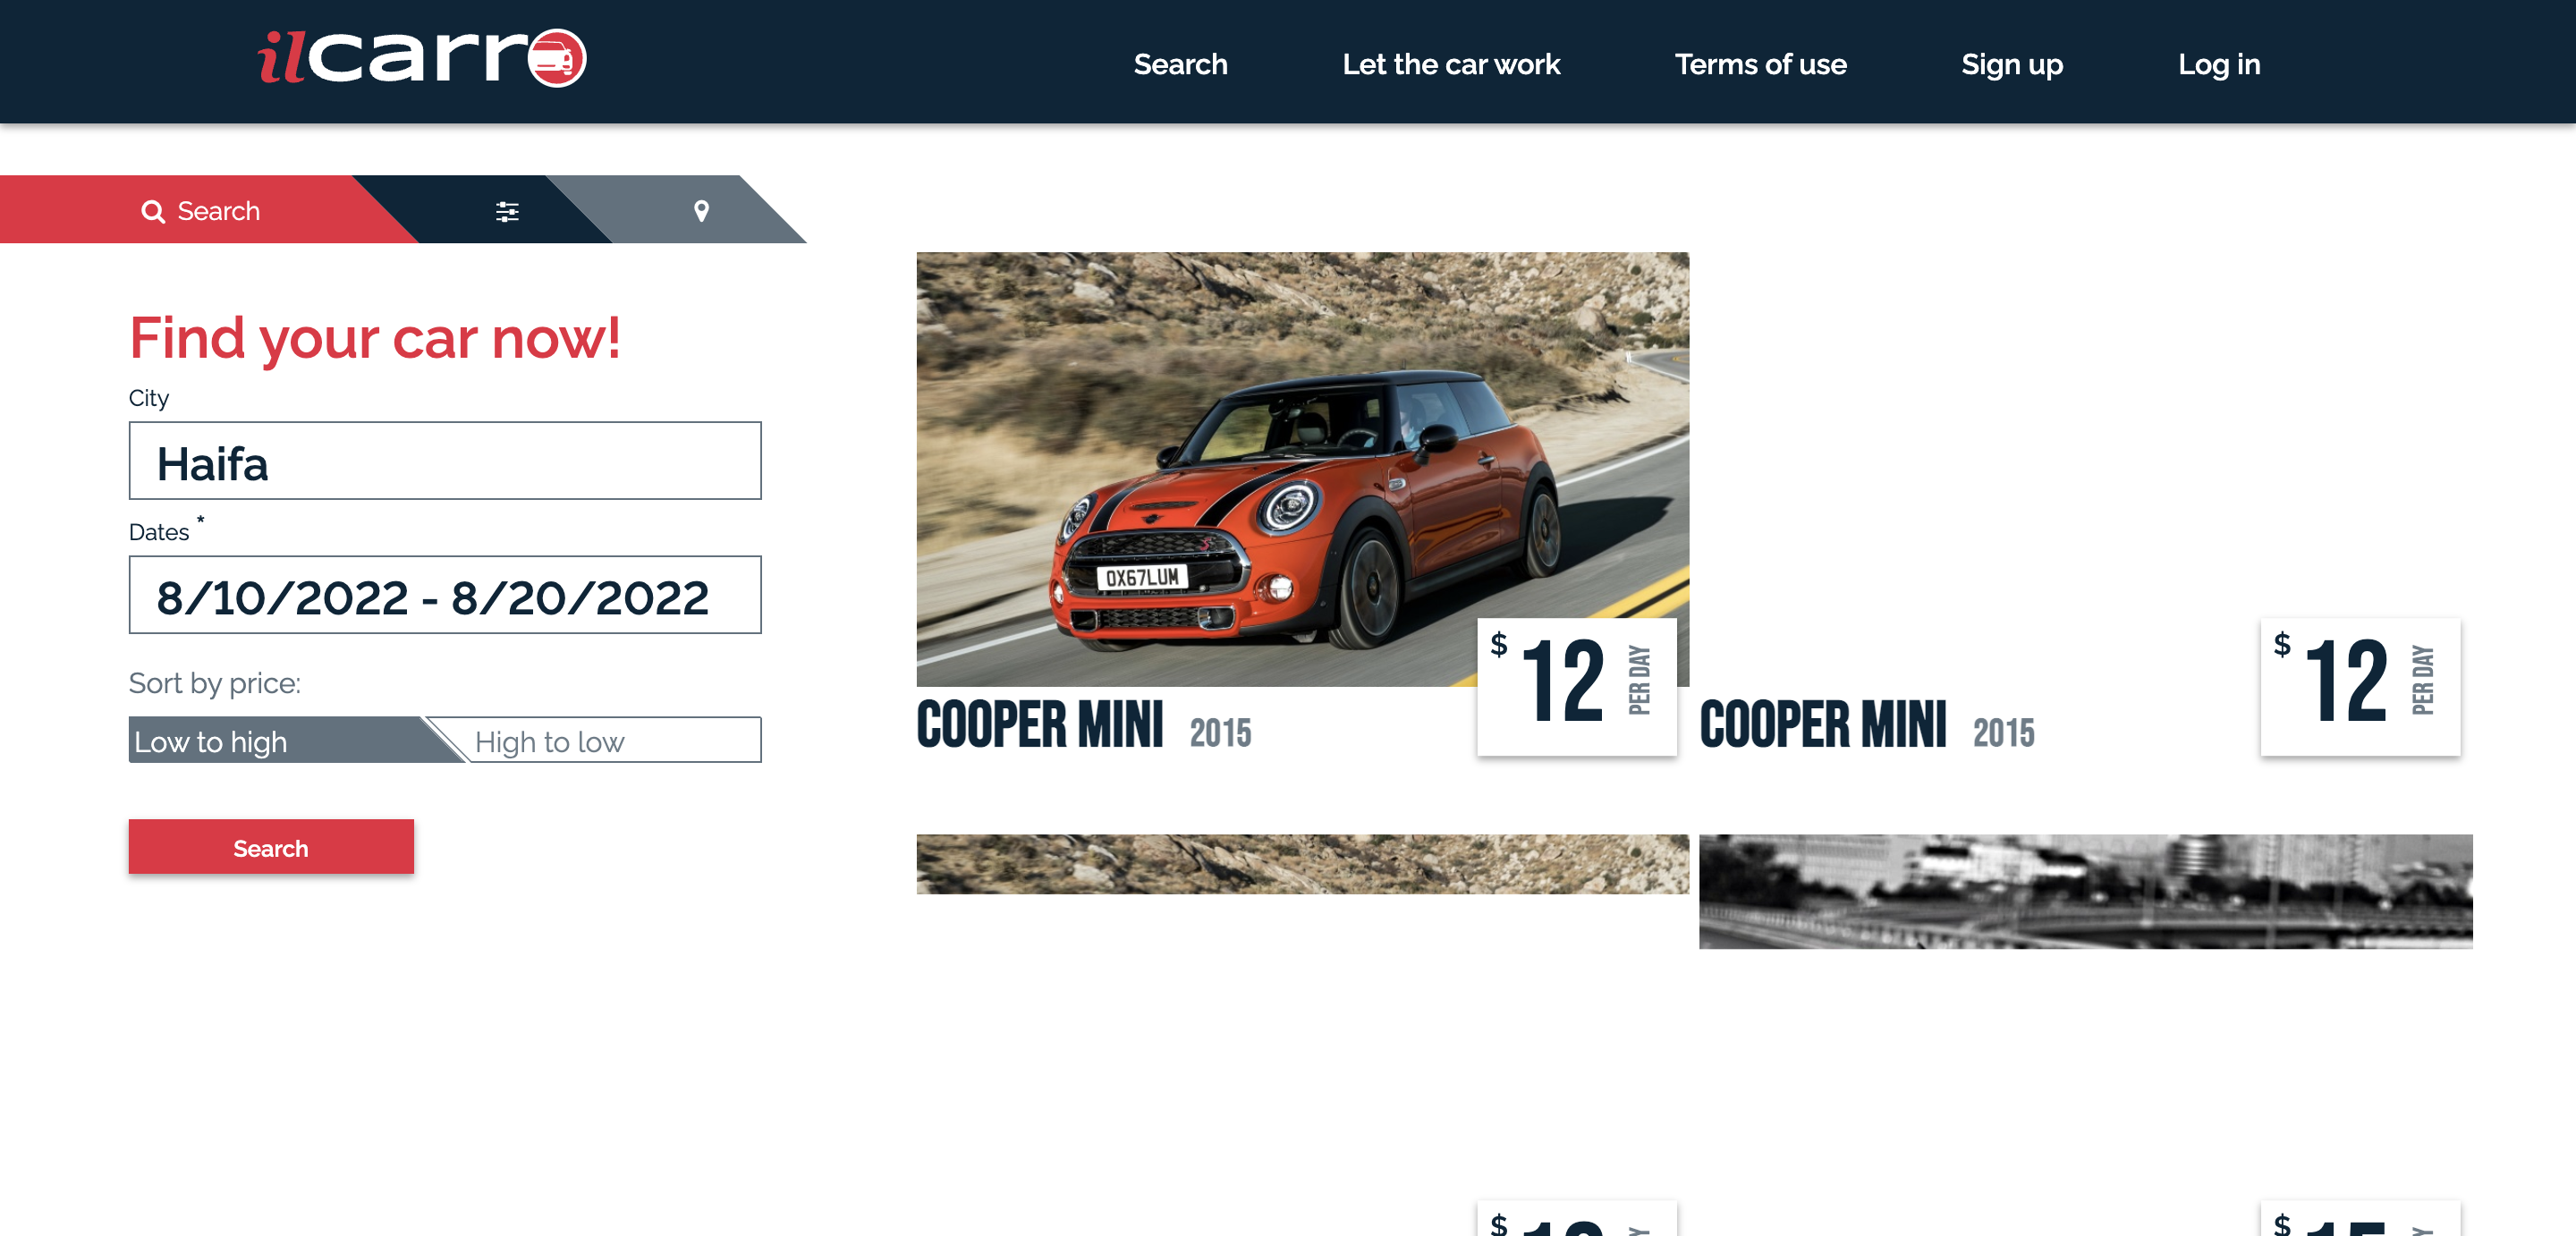 ilcarro
Search
Let the car work
Terms of use
Sign up
Log in
Search
Find your car now!
City
Haifa
Dates *
8/10/2022 - 8/20/2022
Sort by price:
Low to high
High to low
Search
OX67LUM
$ 12 PER DAY
COOPER MINI 2015
$ 12 PER DAY
COOPER MINI 2015
$
$